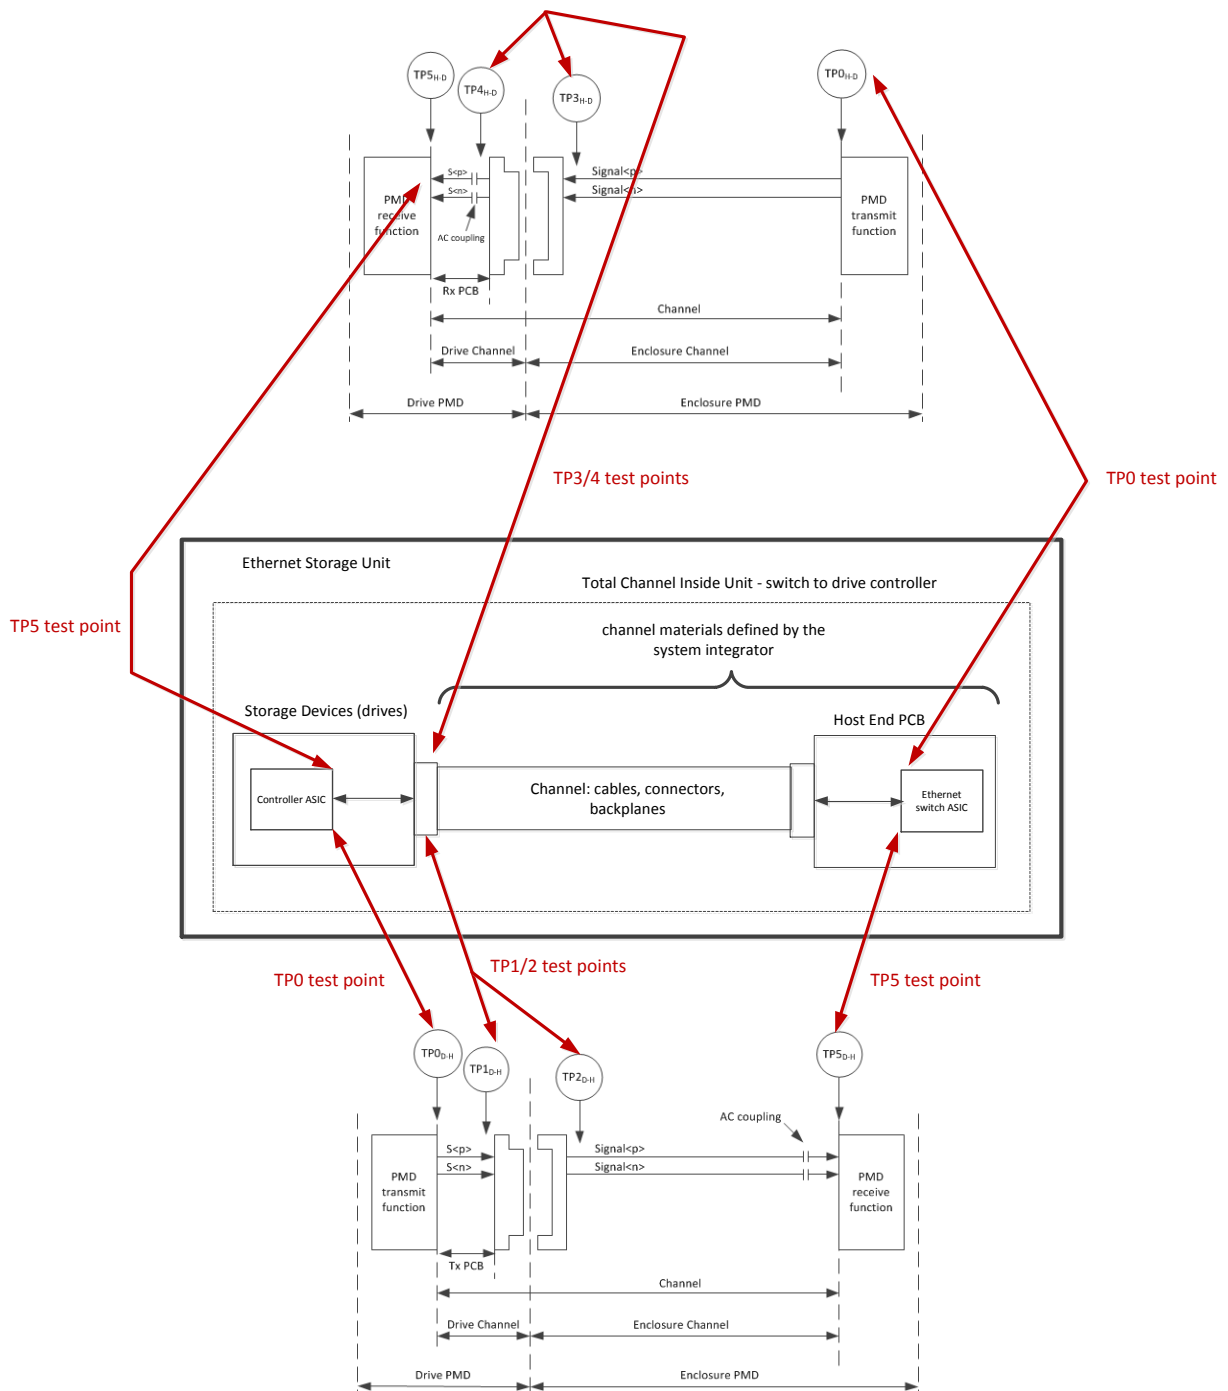 TP5H-D
TP4H-D
TP3H-D
TP0H-D
S<p>
S<n>
Signal<p>
Signal<n>
PMD
receive
function
PMD
transmit
function
AC coupling
Rx PCB
Channel
Drive Channel
Enclosure Channel
Drive PMD
Enclosure PMD
TP3/4 test points
TP0 test point
Ethernet Storage Unit
Total Channel Inside Unit - switch to drive controller
TP5 test point
channel materials defined by the
system integrator
Storage Devices (drives)
Host End PCB
Controller ASIC
Channel: cables, connectors,
backplanes
Ethernet
switch ASIC
TP0 test point
TP1/2 test points
TP5 test point
TP0D-H
TP1D-H
TP2D-H
TP5D-H
AC coupling
S<p>
S<n>
Signal<p>
Signal<n>
PMD
transmit
function
PMD
receive
function
Tx PCB
Channel
Drive Channel
Enclosure Channel
Drive PMD
Enclosure PMD